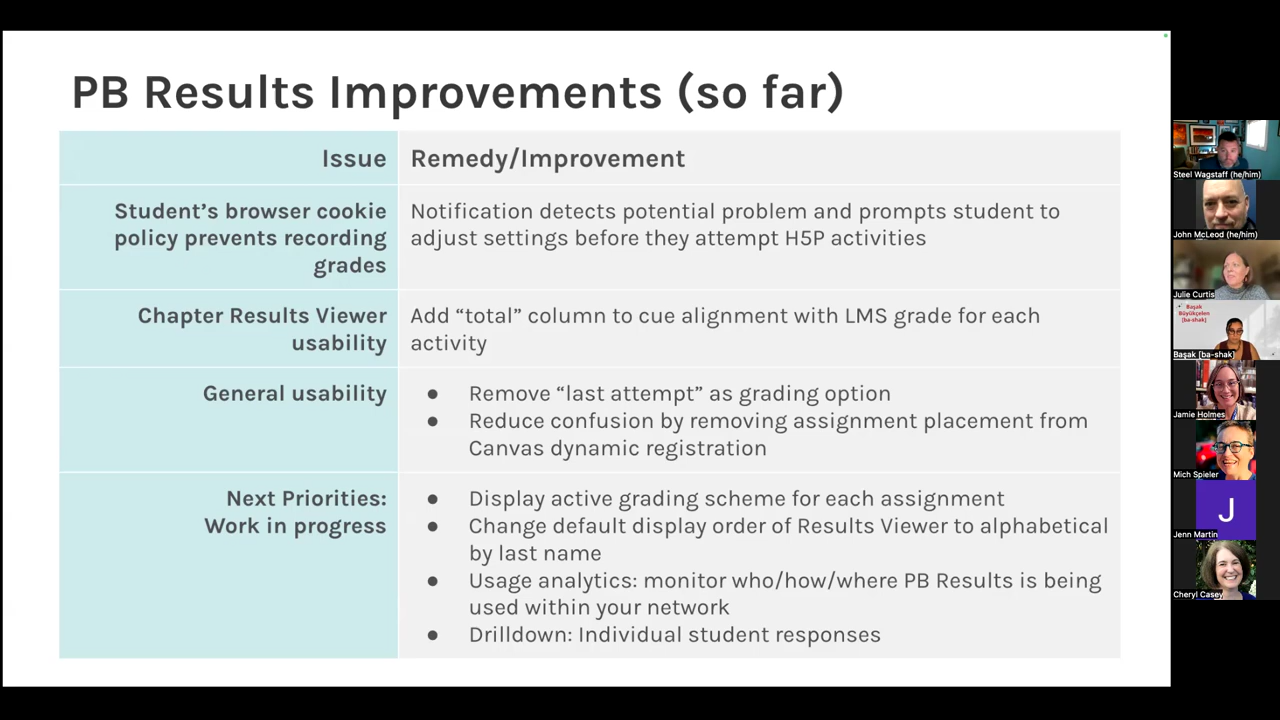 PB Results Improvements (so far)
Issue
Remedy/Improvement
Student's browser cookie
policy prevents recording
grades
Notification detects potential problem and prompts student to
adjust settings before they attempt H5P activities
Chapter Results Viewer
usability
Add “total” column to cue alignment with LMS grade for each
activity
General usability
● Remove “last attempt” as grading option
● Reduce confusion by removing assignment placement from
Canvas dynamic registration
Next Priorities:
Work in progress
● Display active grading scheme for each assignment
● Change default display order of Results Viewer to alphabetical
by last name
● Usage analytics: monitor who/how/where PB Results is being
used within your network
● Drilldown: Individual student responses
Steel Wagstaff (he/him)
John McLeod (he/him)
Julie Curtis
Başak
Büyükçelen
[ba-shak]
Başak [ba-shak]
Jamie Holmes
Mich Spieler
J
Jenn Martin
Cheryl Casey